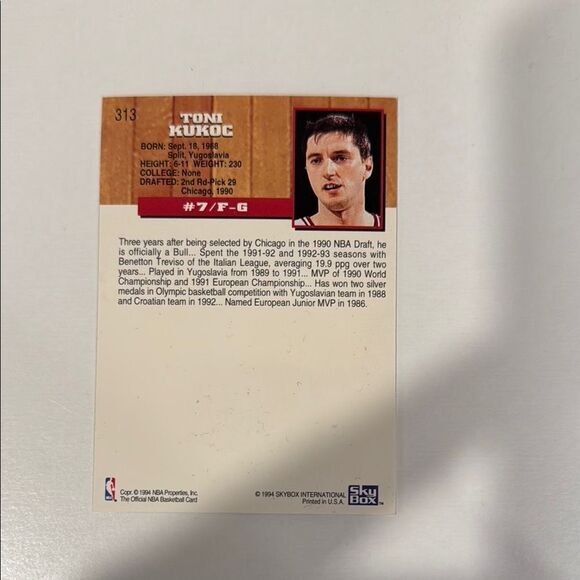 313
TONI
KUKOC
BORN: Sept. 18, 1968
Split, Yugoslavia
HEIGHT: 6-11 WEIGHT: 230
COLLEGE: None
DRAFTED: 2nd Rd-Pick 29
Chicago, 1990
#7/F-G
Three years after being selected by Chicago in the 1990 NBA Draft, he
is officially a Bull... Spent the 1991-92 and 1992-93 seasons with
Benetton Treviso of the Italian League, averaging 19.9 ppg over two
years... Played in Yugoslavia from 1989 to 1991... MVP of 1990 World
Championship and 1991 European Championship... Has won two silver
medals in Olympic basketball competition with Yugoslavian team in 1988
and Croatian team in 1992... Named European Junior MVP in 1986.
Copr. © 1994 NBA Properties, Inc.
The Official NBA Basketball Card
© 1994 SKYBOX INTERNATIONAL
Printed in U.S.A.
SKY
BOX™